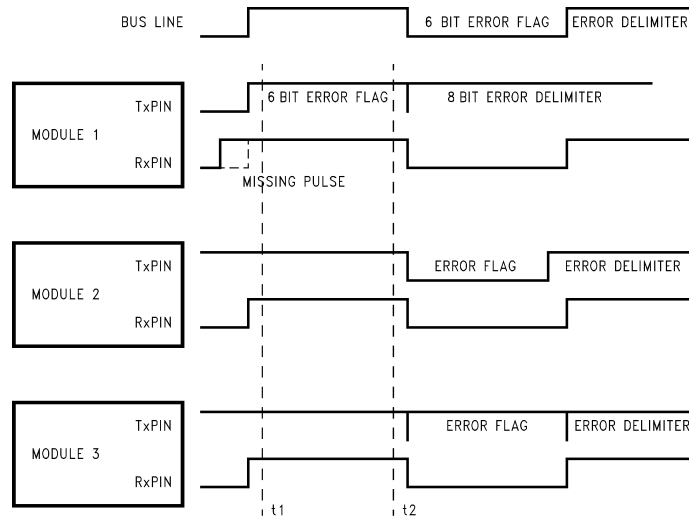 BUS LINE
6 BIT ERROR FLAG
ERROR DELIMITER
MODULE 1
TxPIN
6 BIT ERROR FLAG
8 BIT ERROR DELIMITER
RxPIN
MISSING PULSE
MODULE 2
TxPIN
ERROR FLAG
ERROR DELIMITER
RxPIN
MODULE 3
TxPIN
ERROR FLAG
ERROR DELIMITER
RxPIN
t1
t2